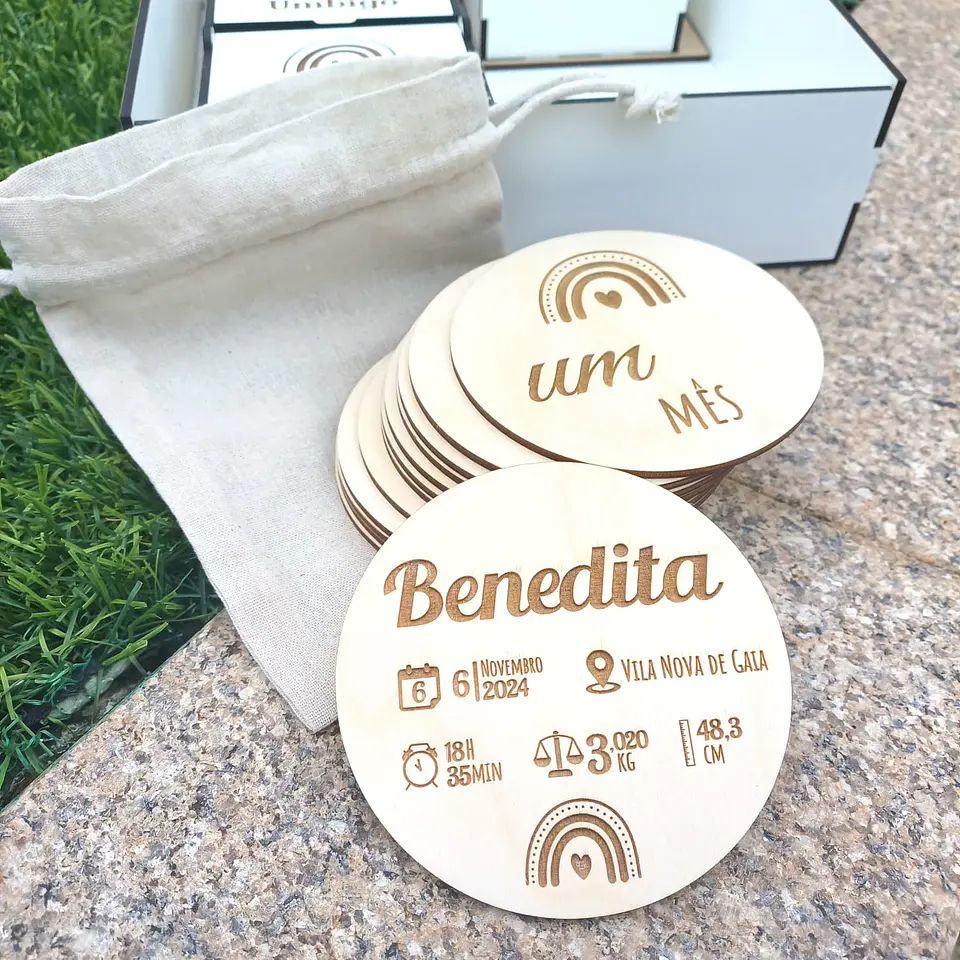 Umbigo
um
MÊS
Benedita
6
6 NOVEMBRO
2024
VILA NOVA DE GAIA
18H
35MIN
3,020
KG
48,3
CM